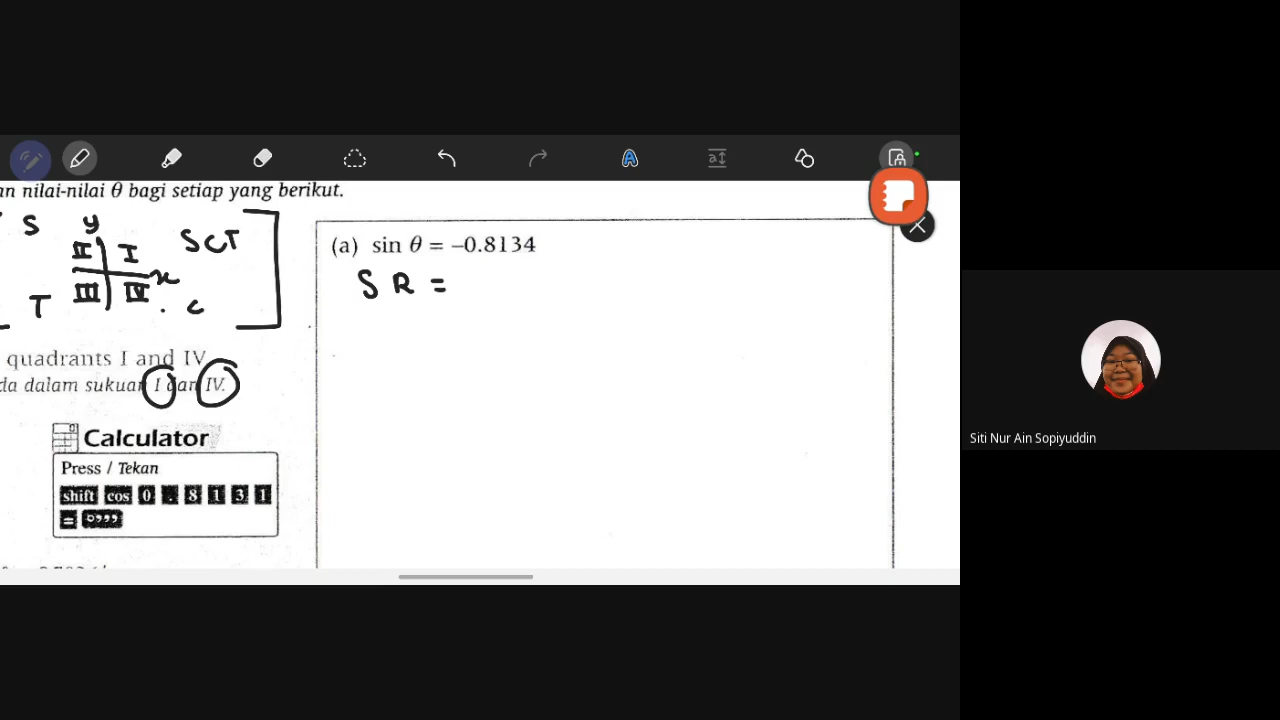 an nilai-nilai θ bagi setiap yang berikut.
S y
II I SCT
x
III IV
T C
quadrants I and IV
da dalam sukuan I dan IV.
Calculator
Press / Tekan
shift cos 0 . 8 1 3 1
= °,,,
(a) sin θ = –0.8134
S R =
Siti Nur Ain Sopiyuddin